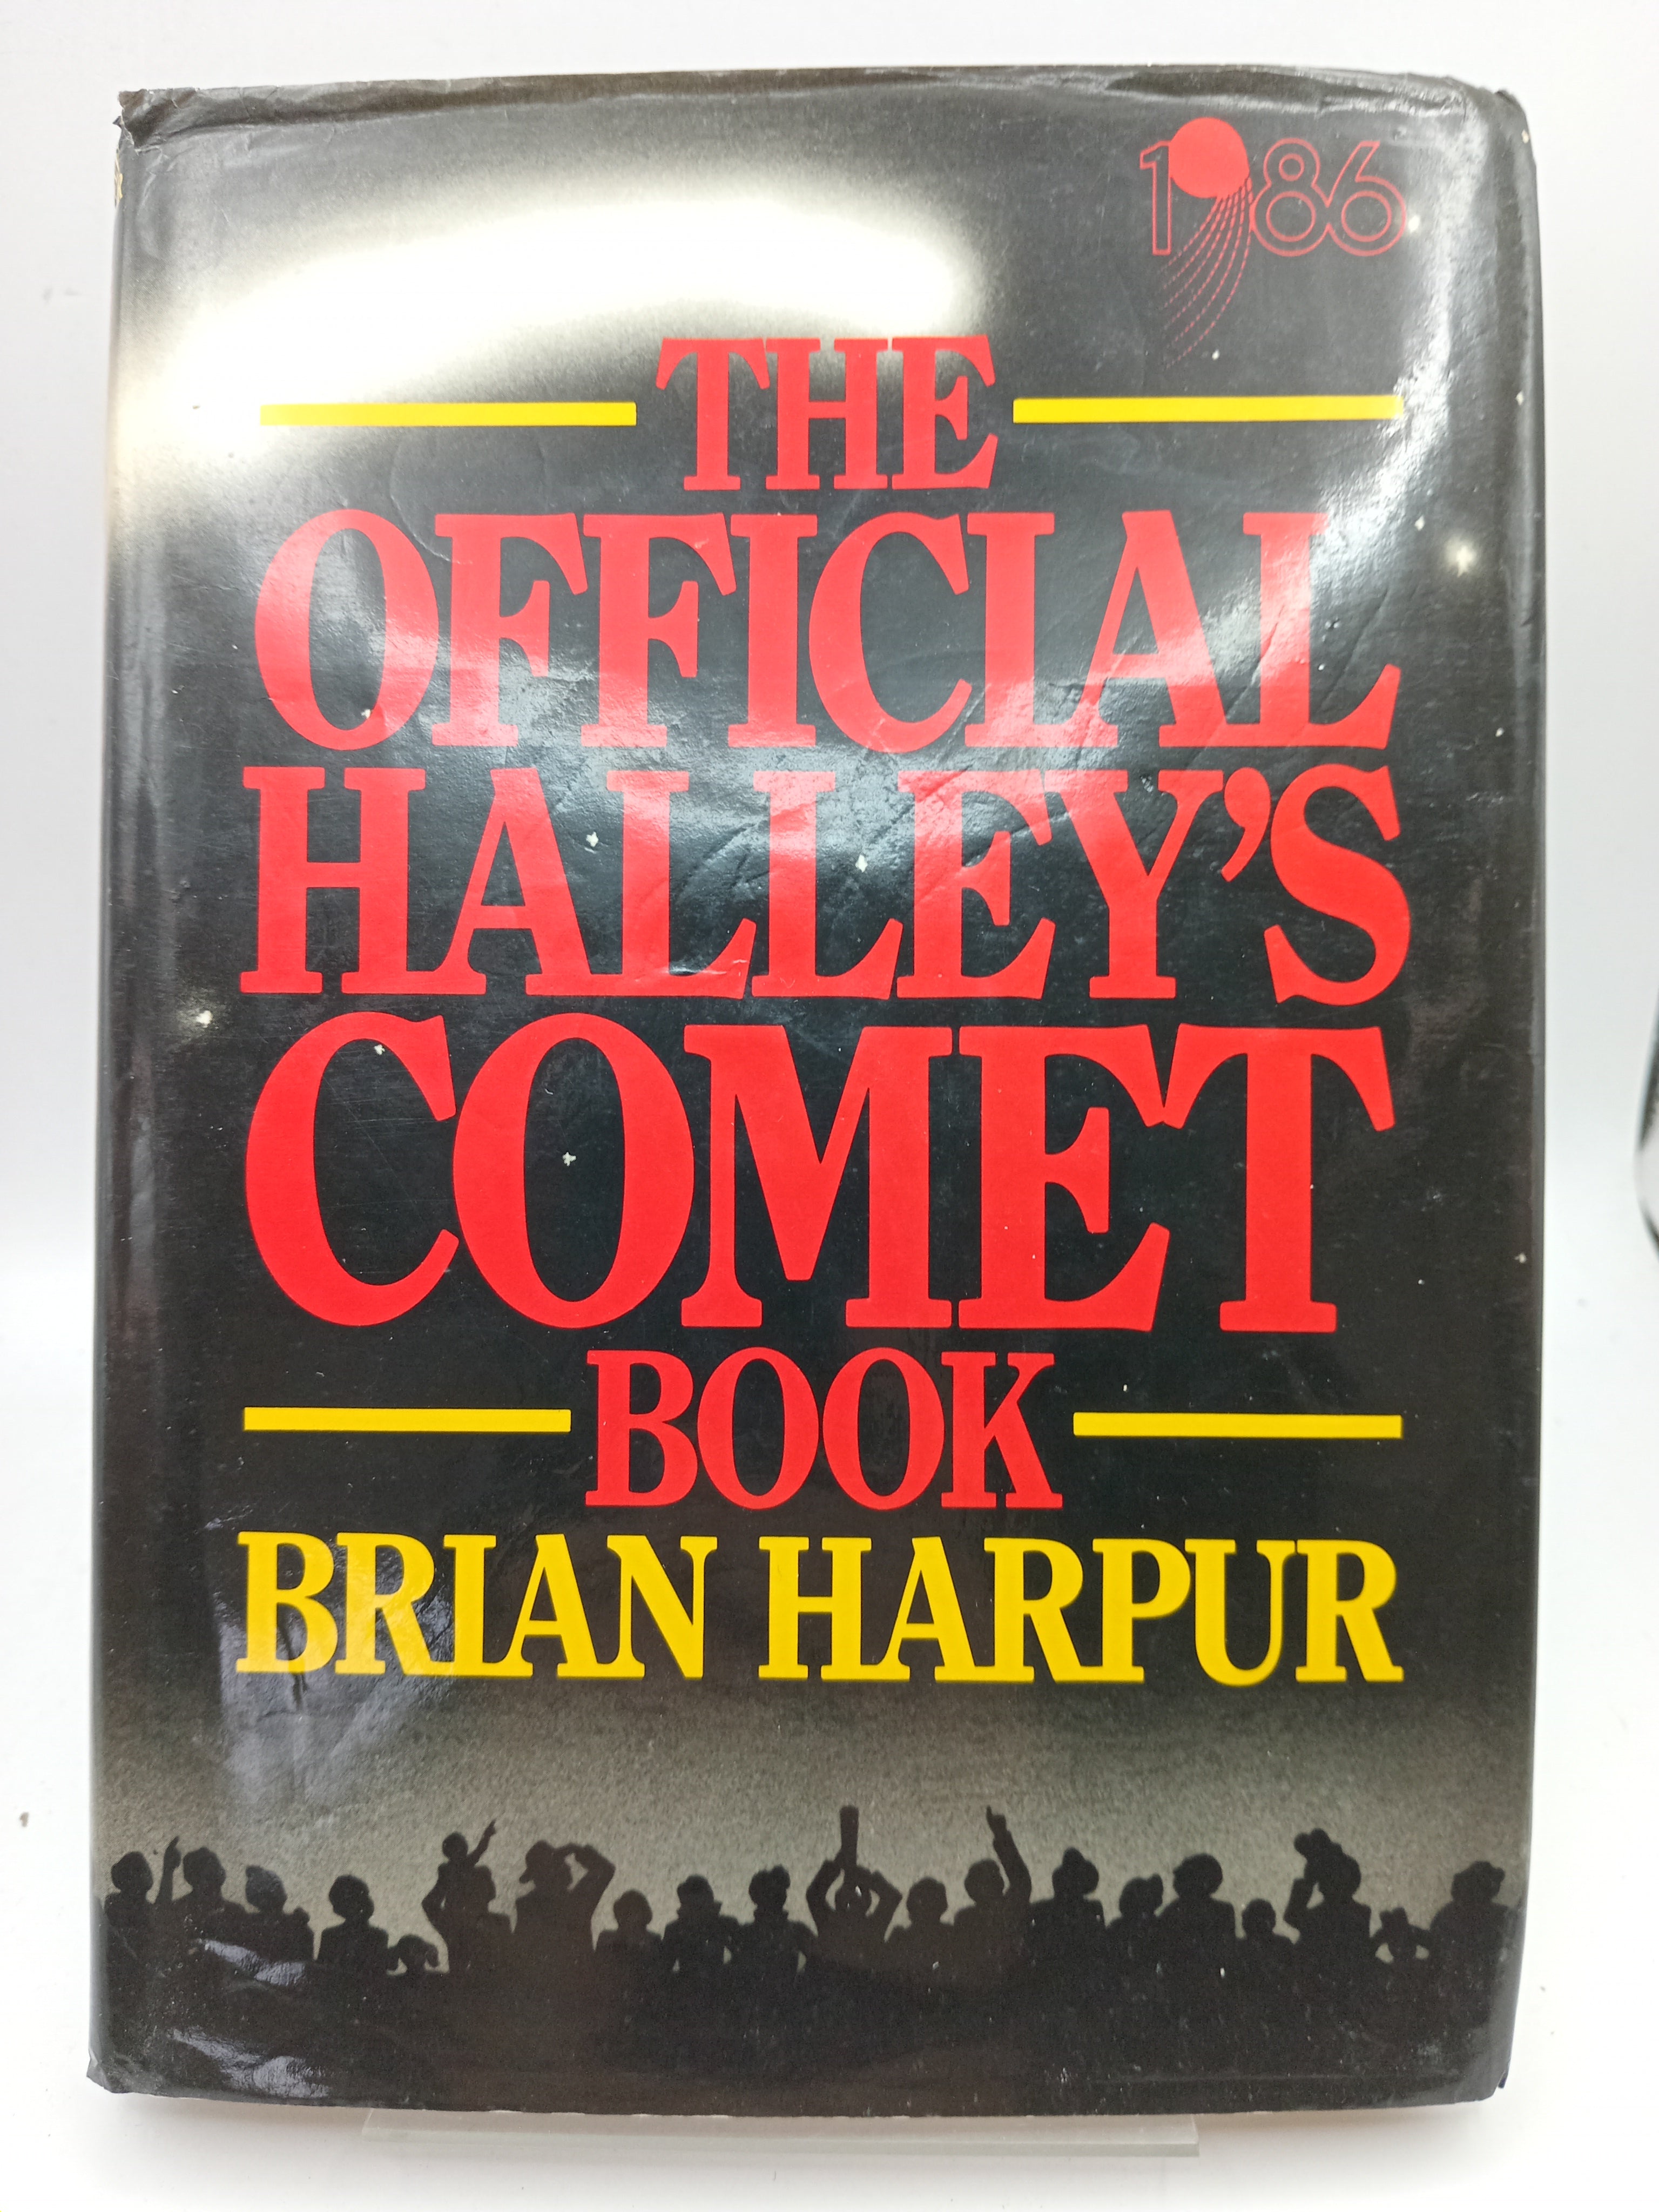 1986
THE
OFFICIAL
HALLEY'S
COMET
BOOK
BRIAN HARPUR